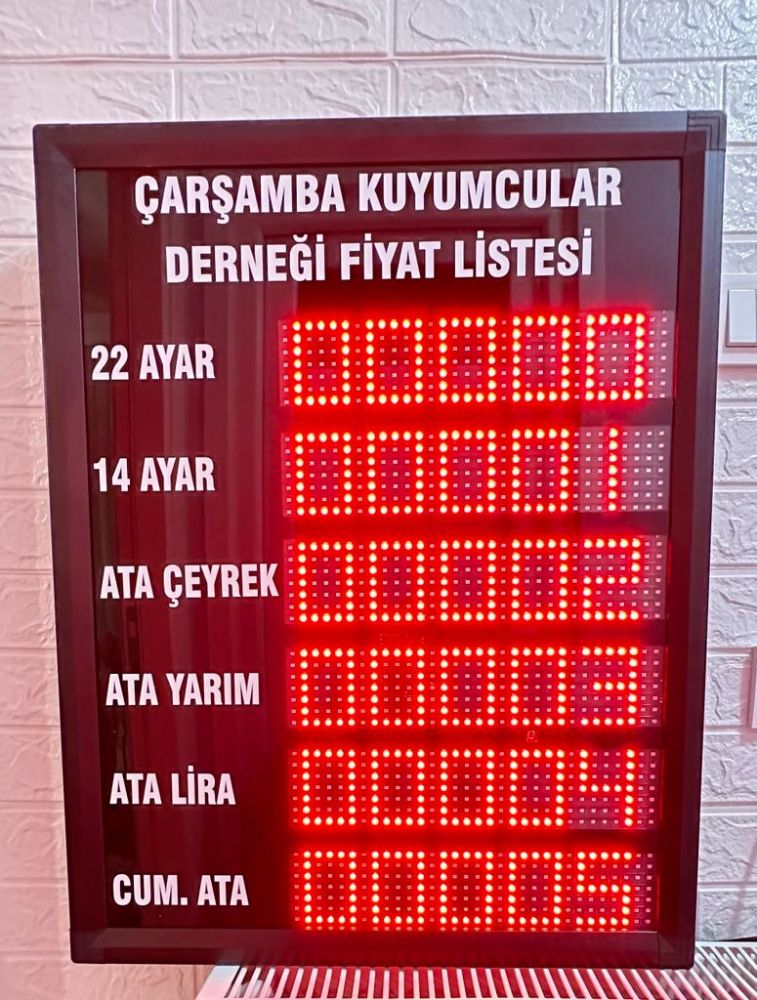 ÇARŞAMBA KUYUMCULAR
DERNEĞİ FİYAT LİSTESİ
22 AYAR 00000
14 AYAR 00001
ATA ÇEYREK 00002
ATA YARIM 00003
ATA LİRA 00004
CUM. ATA 00005